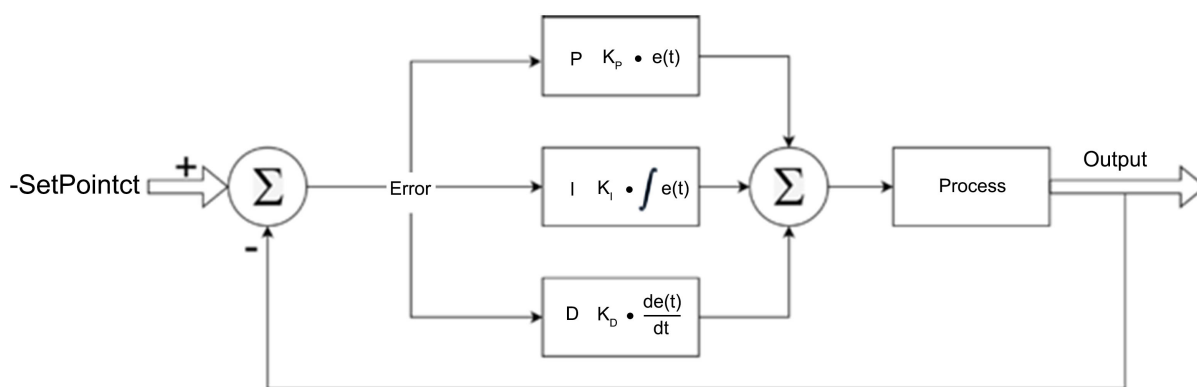 P K_P • e(t)
+
-SetPointct
Σ
Error
I K_I • ∫ e(t)
Σ
Process
Output
-
D K_D • de(t)/dt